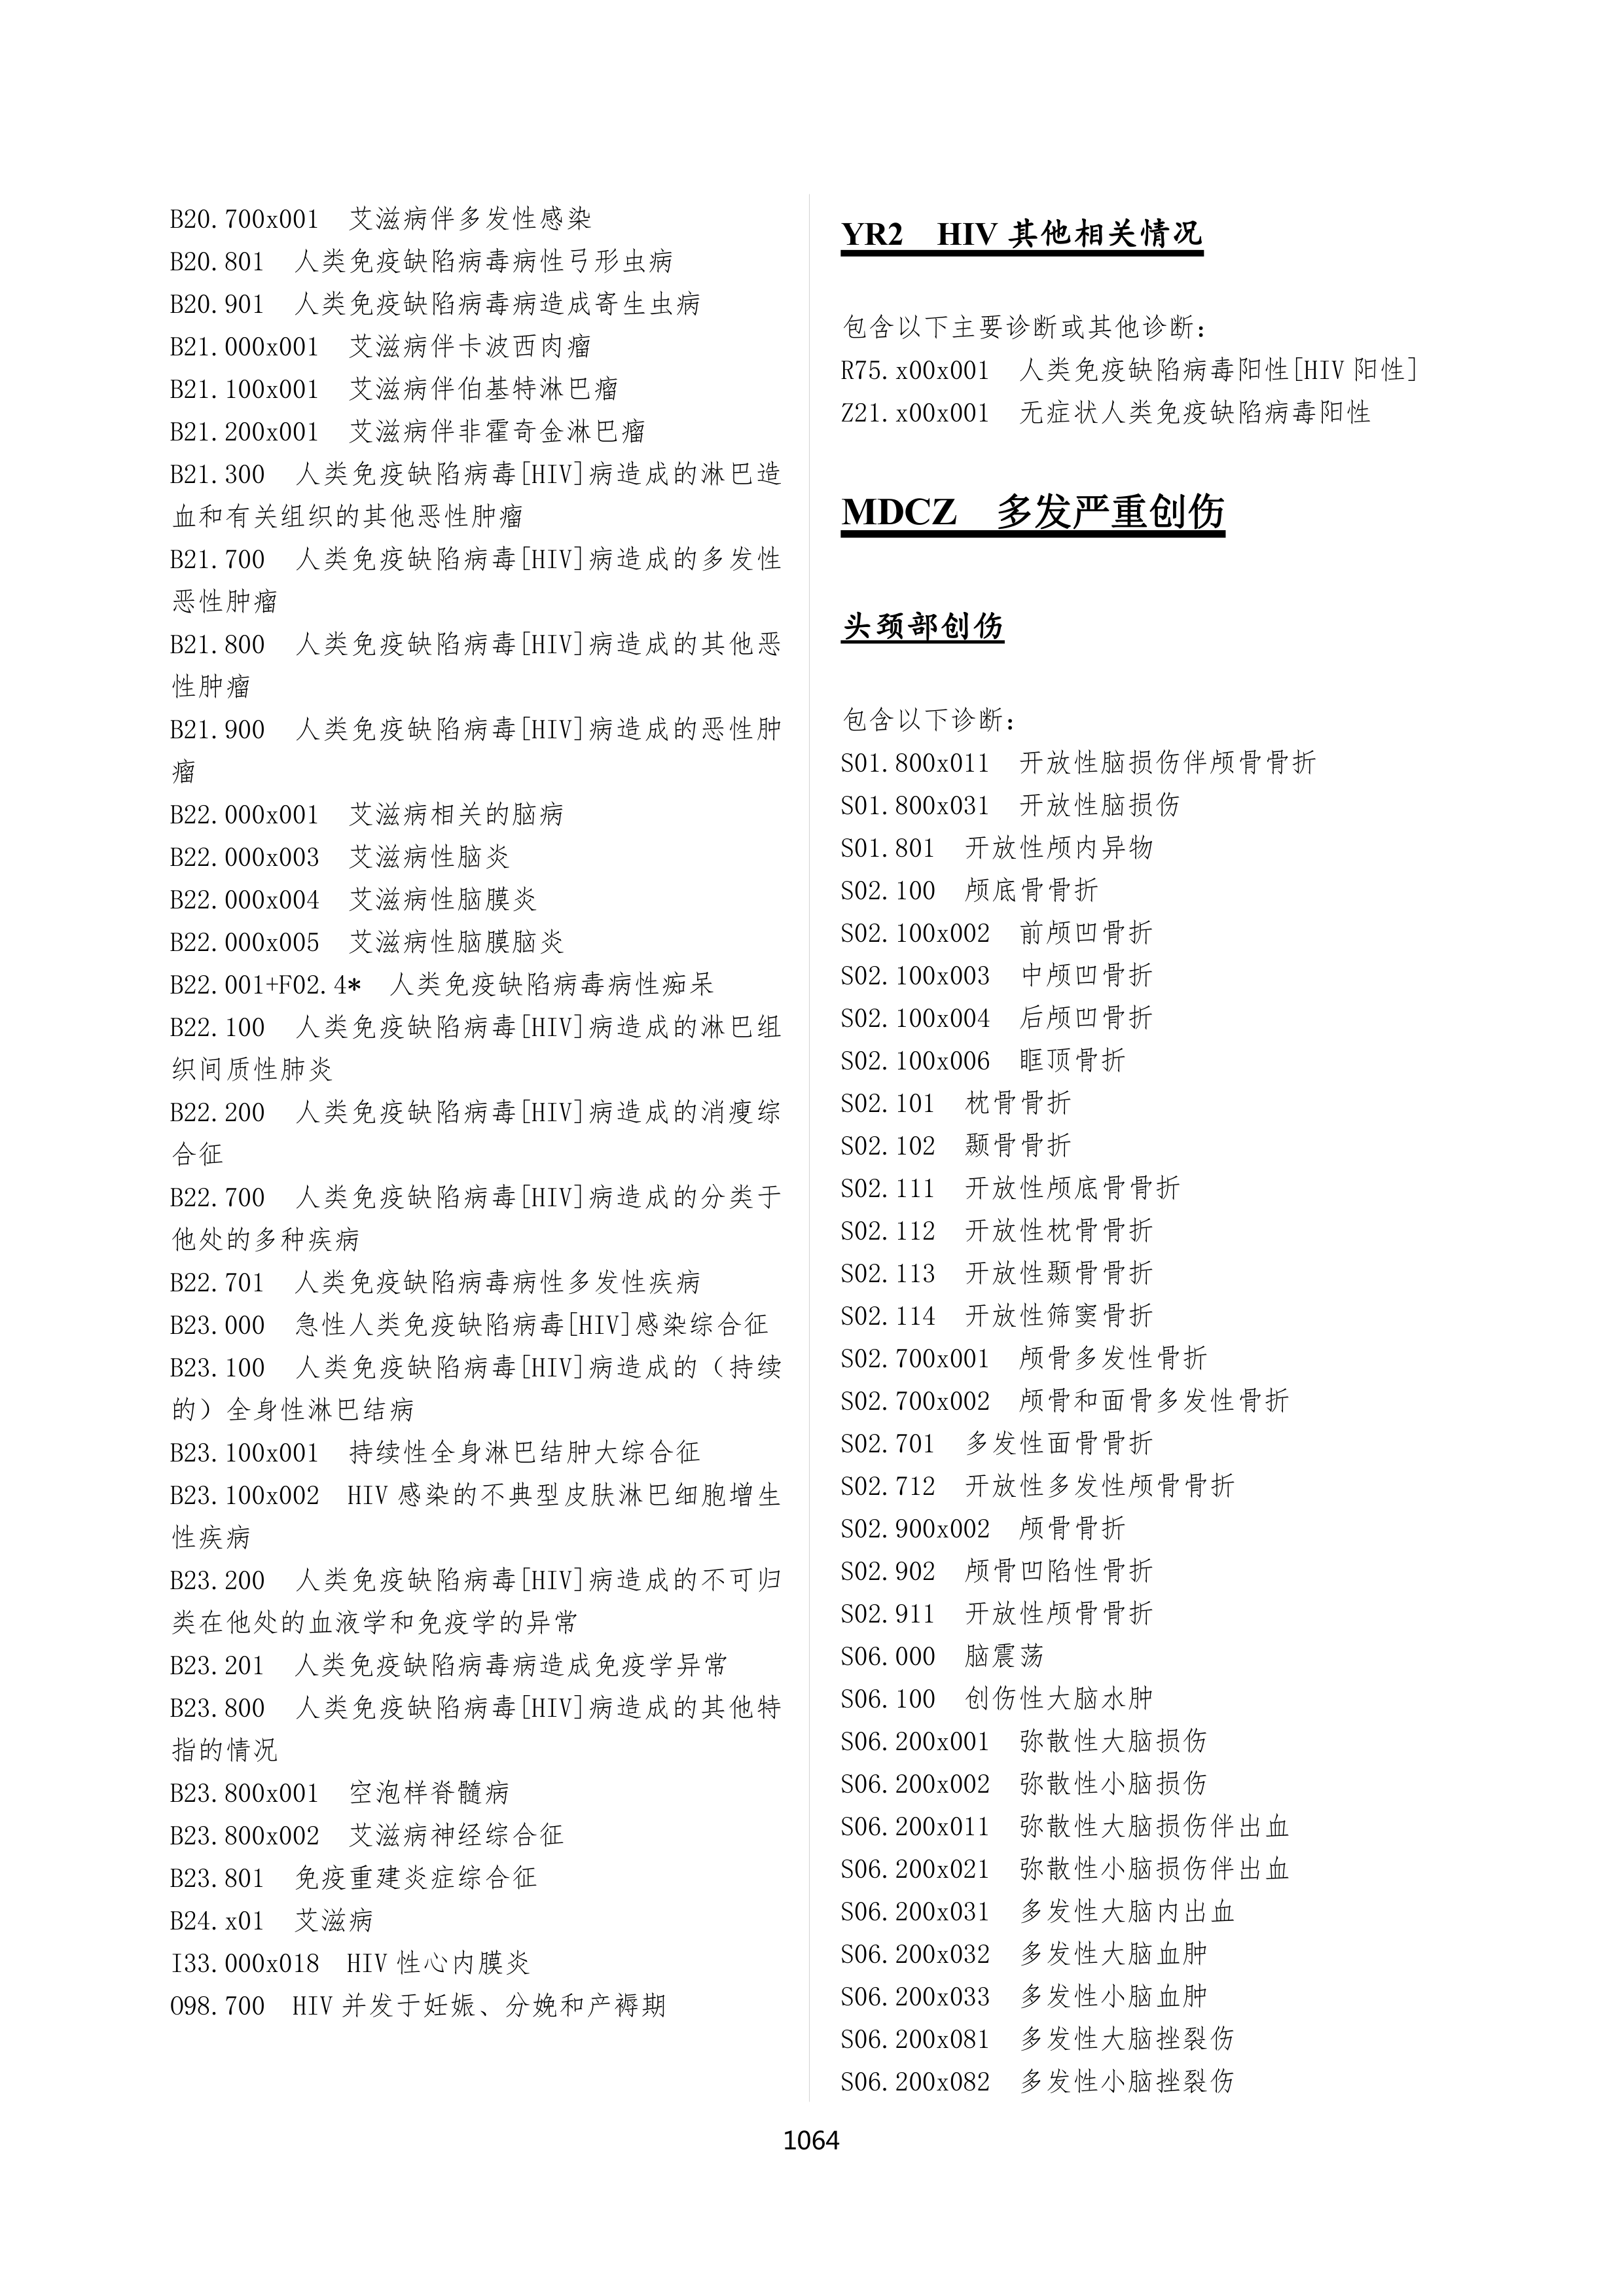 B20.700x001 艾滋病伴多发性感染
B20.801 人类免疫缺陷病毒病性弓形虫病
B20.901 人类免疫缺陷病毒病造成寄生虫病
B21.000x001 艾滋病伴卡波西肉瘤
B21.100x001 艾滋病伴伯基特淋巴瘤
B21.200x001 艾滋病伴非霍奇金淋巴瘤
B21.300 人类免疫缺陷病毒[HIV]病造成的淋巴造
血和有关组织的其他恶性肿瘤
B21.700 人类免疫缺陷病毒[HIV]病造成的多发性
恶性肿瘤
B21.800 人类免疫缺陷病毒[HIV]病造成的其他恶
性肿瘤
B21.900 人类免疫缺陷病毒[HIV]病造成的恶性肿
瘤
B22.000x001 艾滋病相关的脑病
B22.000x003 艾滋病性脑炎
B22.000x004 艾滋病性脑膜炎
B22.000x005 艾滋病性脑膜脑炎
B22.001+F02.4* 人类免疫缺陷病毒病性痴呆
B22.100 人类免疫缺陷病毒[HIV]病造成的淋巴组
织间质性肺炎
B22.200 人类免疫缺陷病毒[HIV]病造成的消瘦综
合征
B22.700 人类免疫缺陷病毒[HIV]病造成的分类于
他处的多种疾病
B22.701 人类免疫缺陷病毒病性多发性疾病
B23.000 急性人类免疫缺陷病毒[HIV]感染综合征
B23.100 人类免疫缺陷病毒[HIV]病造成的（持续
的）全身性淋巴结病
B23.100x001 持续性全身淋巴结肿大综合征
B23.100x002 HIV感染的不典型皮肤淋巴细胞增生
性疾病
B23.200 人类免疫缺陷病毒[HIV]病造成的不可归
类在他处的血液学和免疫学的异常
B23.201 人类免疫缺陷病毒病造成免疫学异常
B23.800 人类免疫缺陷病毒[HIV]病造成的其他特
指的情况
B23.800x001 空泡样脊髓病
B23.800x002 艾滋病神经综合征
B23.801 免疫重建炎症综合征
B24.x01 艾滋病
I33.000x018 HIV性心内膜炎
O98.700 HIV并发于妊娠、分娩和产褥期
YR2 HIV其他相关情况
包含以下主要诊断或其他诊断：
R75.x00x001 人类免疫缺陷病毒阳性[HIV阳性]
Z21.x00x001 无症状人类免疫缺陷病毒阳性
MDCZ 多发严重创伤
头颈部创伤
包含以下诊断：
S01.800x011 开放性脑损伤伴颅骨骨折
S01.800x031 开放性脑损伤
S01.801 开放性颅内异物
S02.100 颅底骨骨折
S02.100x002 前颅凹骨折
S02.100x003 中颅凹骨折
S02.100x004 后颅凹骨折
S02.100x006 眶顶骨折
S02.101 枕骨骨折
S02.102 颞骨骨折
S02.111 开放性颅底骨骨折
S02.112 开放性枕骨骨折
S02.113 开放性颞骨骨折
S02.114 开放性筛窦骨折
S02.700x001 颅骨多发性骨折
S02.700x002 颅骨和面骨多发性骨折
S02.701 多发性面骨骨折
S02.712 开放性多发性颅骨骨折
S02.900x002 颅骨骨折
S02.902 颅骨凹陷性骨折
S02.911 开放性颅骨骨折
S06.000 脑震荡
S06.100 创伤性大脑水肿
S06.200x001 弥散性大脑损伤
S06.200x002 弥散性小脑损伤
S06.200x011 弥散性大脑损伤伴出血
S06.200x021 弥散性小脑损伤伴出血
S06.200x031 多发性大脑内出血
S06.200x032 多发性大脑血肿
S06.200x033 多发性小脑血肿
S06.200x081 多发性大脑挫裂伤
S06.200x082 多发性小脑挫裂伤
1064